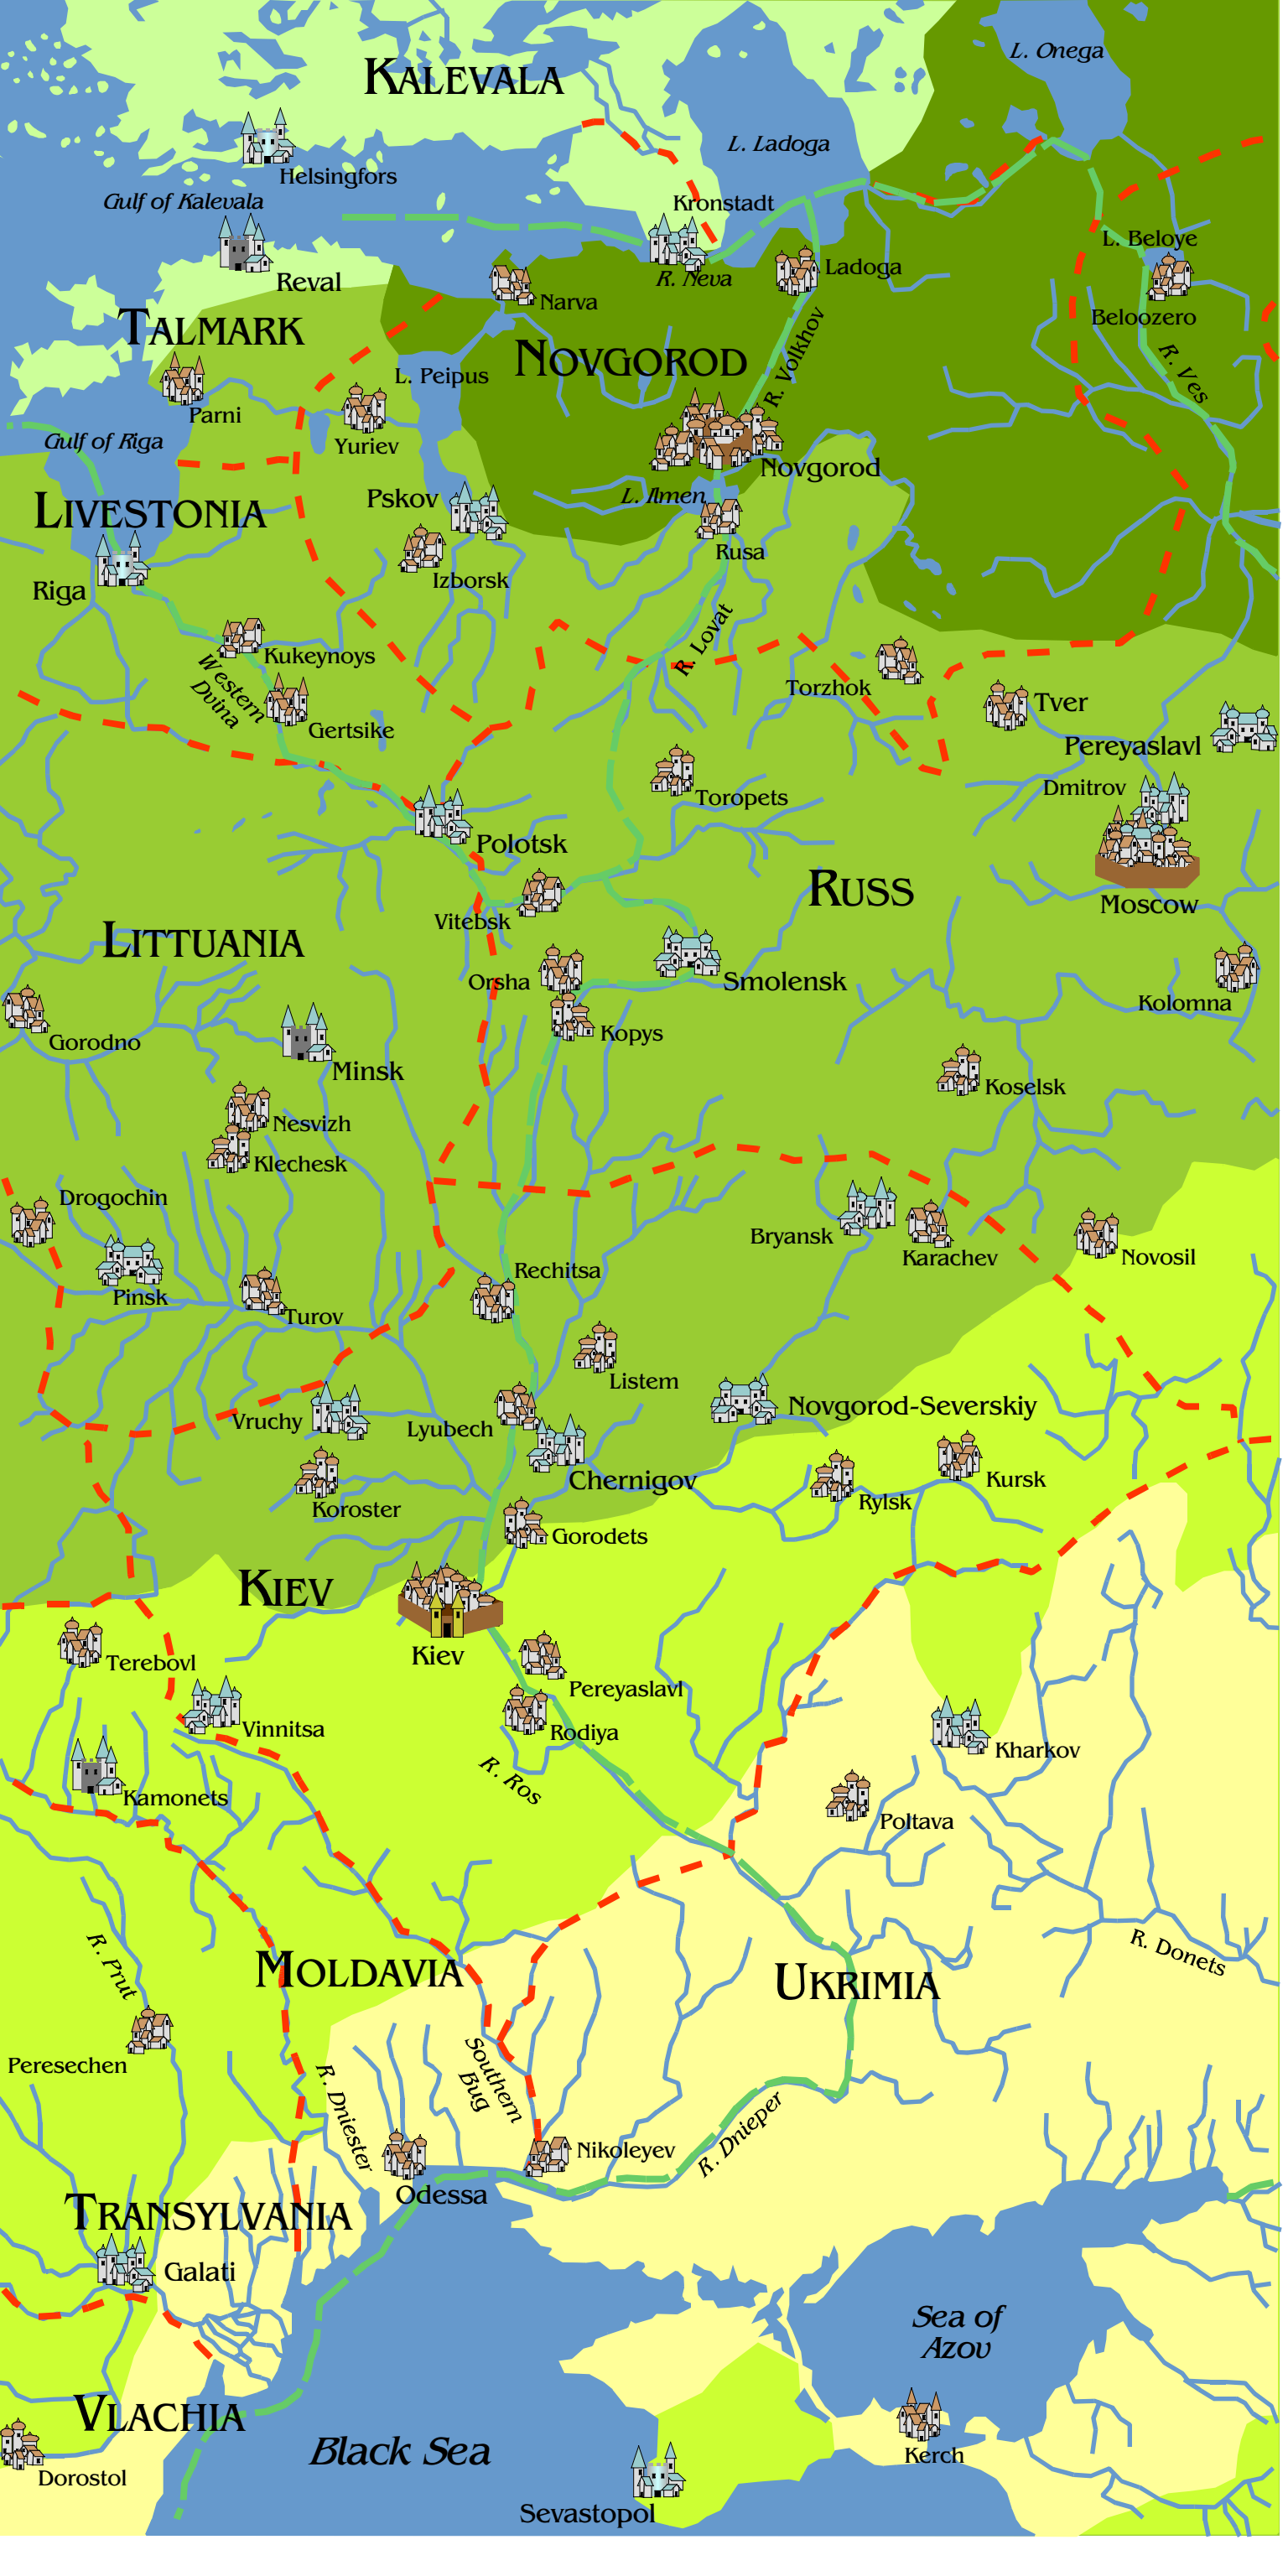 L. Onega
KALEVALA
L. Ladoga
Helsingfors
Gulf of Kalevala
Kronstadt
L. Beloye
Ladoga
Reval
R. Neva
Narva
Beloozero
TALMARK
NOVGOROD
R. Volkhov
R. Ves
L. Peipus
Parni
Yuriev
Gulf of Riga
Novgorod
Pskov
L. Ilmen
LIVESTONIA
Rusa
Izborsk
Riga
R. Lovat
Kukeynoys
Western
Dvina
Torzhok
Tver
Gertsike
Pereyaslavl
Dmitrov
Toropets
Polotsk
RUSS
Moscow
Vitebsk
LITTUANIA
Orsha
Smolensk
Kolomna
Kopys
Gorodno
Minsk
Koselsk
Nesvizh
Klechesk
Drogochin
Bryansk
Karachev
Novosil
Rechitsa
Pinsk
Turov
Listem
Novgorod-Severskiy
Vruchy
Lyubech
Chernigov
Kursk
Rylsk
Koroster
Gorodets
KIEV
Kiev
Terebovl
Pereyaslavl
Vinnitsa
Rodiya
Kharkov
R. Ros
Kamonets
Poltava
R. Prut
R. Donets
MOLDAVIA
UKRIMIA
Peresechen
Southern
Bug
R. Dniester
R. Dnieper
Nikoleyev
Odessa
TRANSYLVANIA
Galati
Sea of
Azov
VLACHIA
Black Sea
Kerch
Dorostol
Sevastopol